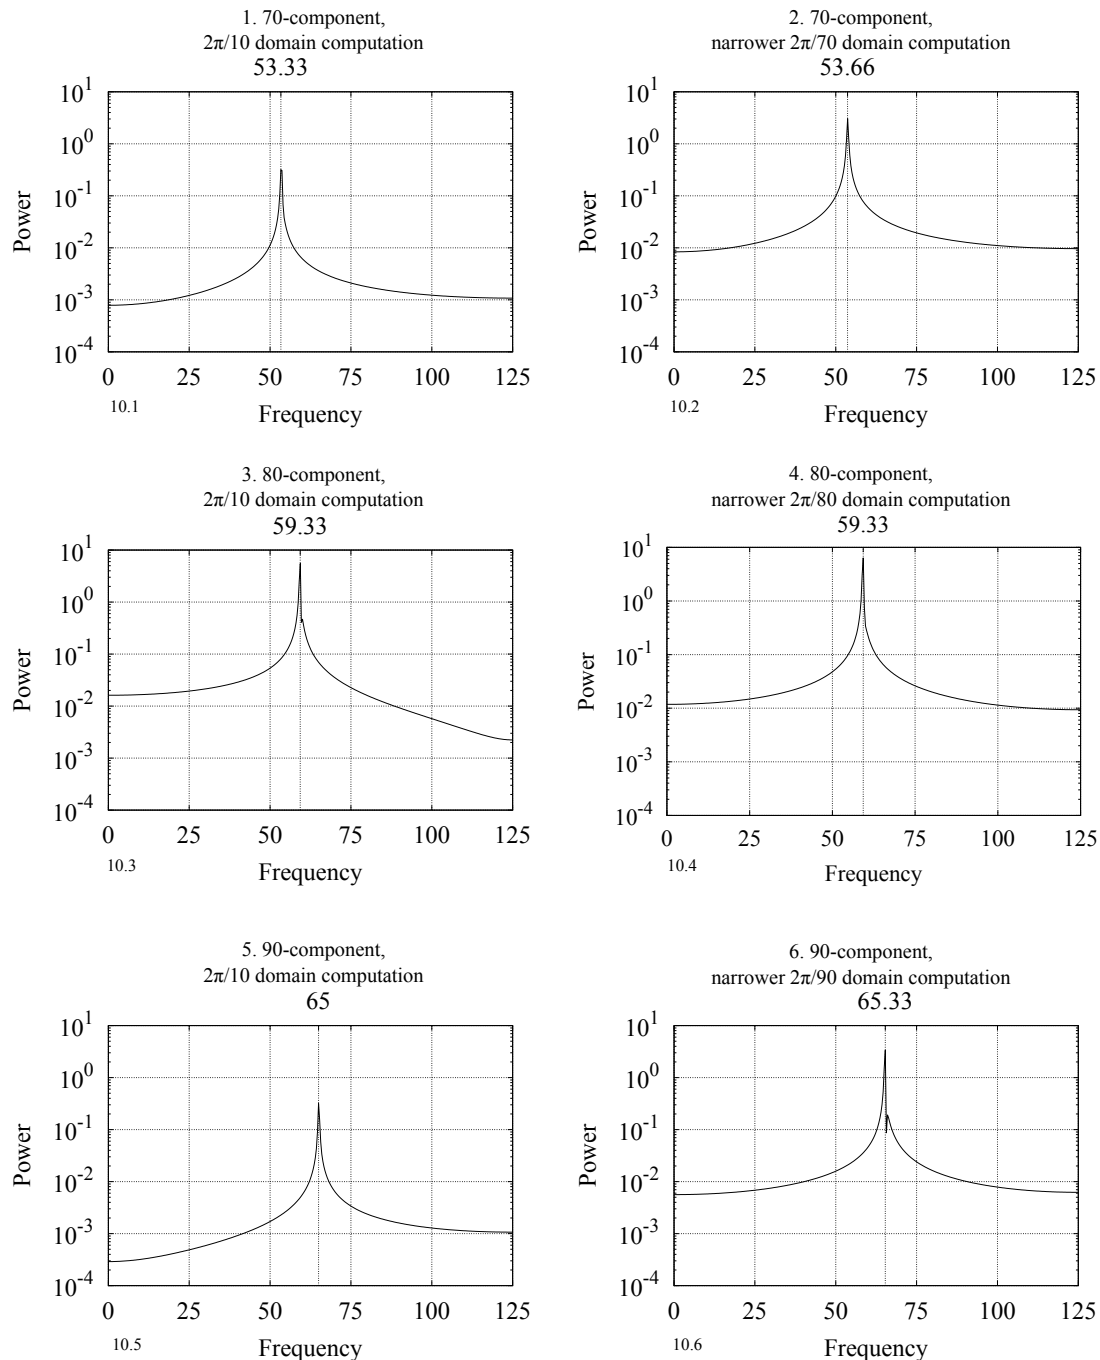 1. 70-component,
2π/10 domain computation
53.33
10^1
10^0
10^-1
10^-2
10^-3
10^-4
Power
0 25 50 75 100 125
10.1
Frequency
2. 70-component,
narrower 2π/70 domain computation
53.66
10^1
10^0
10^-1
10^-2
10^-3
10^-4
Power
0 25 50 75 100 125
10.2
Frequency
3. 80-component,
2π/10 domain computation
59.33
10^1
10^0
10^-1
10^-2
10^-3
10^-4
Power
0 25 50 75 100 125
10.3
Frequency
4. 80-component,
narrower 2π/80 domain computation
59.33
10^1
10^0
10^-1
10^-2
10^-3
10^-4
Power
0 25 50 75 100 125
10.4
Frequency
5. 90-component,
2π/10 domain computation
65
10^1
10^0
10^-1
10^-2
10^-3
10^-4
Power
0 25 50 75 100 125
10.5
Frequency
6. 90-component,
narrower 2π/90 domain computation
65.33
10^1
10^0
10^-1
10^-2
10^-3
10^-4
Power
0 25 50 75 100 125
10.6
Frequency